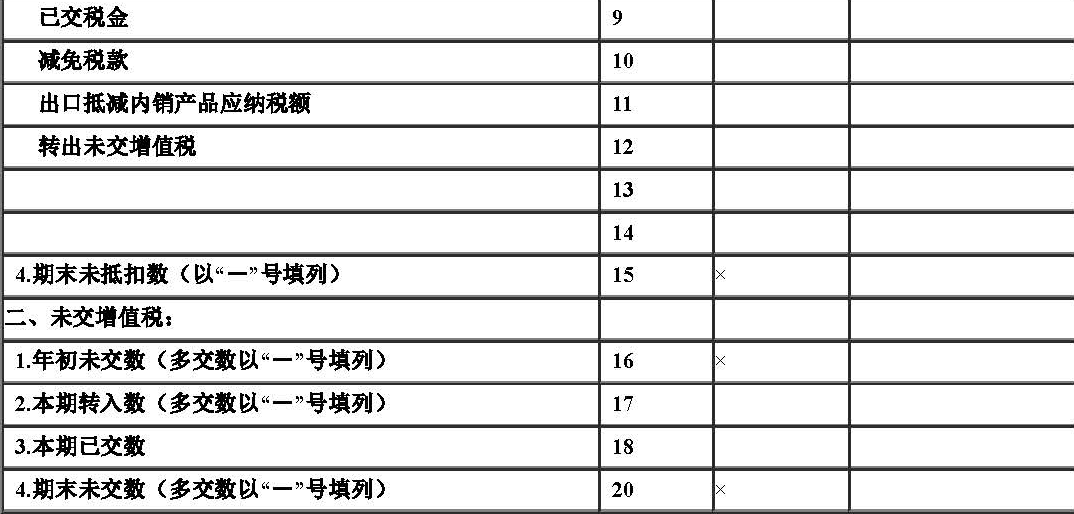 已交税金 9
减免税款 10
出口抵减内销产品应纳税额 11
转出未交增值税 12
13
14
4.期末未抵扣数（以“一”号填列） 15 ×
二、未交增值税：
1.年初未交数（多交数以“一”号填列） 16 ×
2.本期转入数（多交数以“一”号填列） 17
3.本期已交数 18
4.期末未交数（多交数以“一”号填列） 20 ×